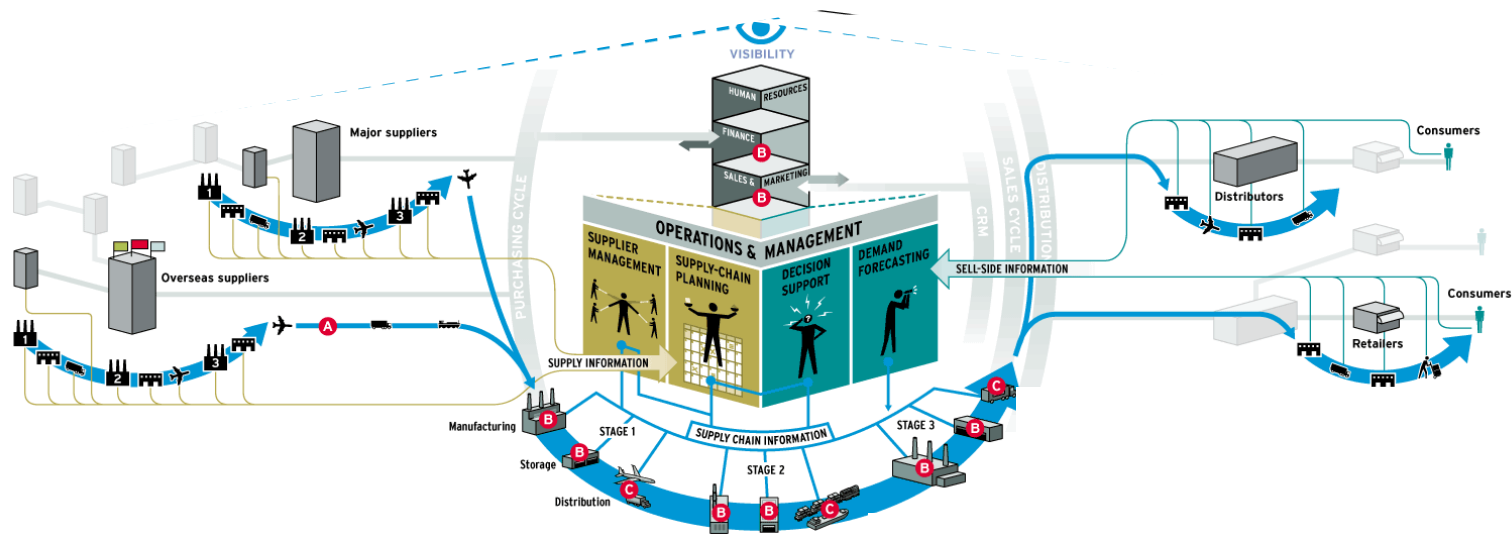 VISIBILITY
HUMAN RESOURCES
FINANCE
B
SALES & MARKETING
B
Major suppliers
1
2
3
Overseas suppliers
1
2
3
A
PURCHASING CYCLE
OPERATIONS & MANAGEMENT
SUPPLIER
MANAGEMENT
SUPPLY-CHAIN
PLANNING
DECISION
SUPPORT
?
DEMAND
FORECASTING
SUPPLY INFORMATION
SELL-SIDE INFORMATION
CRM
SALES CYCLE
DISTRIBUTION
Consumers
Distributors
Consumers
Retailers
Manufacturing
B
Storage
B
Distribution
C
STAGE 1
SUPPLY CHAIN INFORMATION
STAGE 2
B
B
C
STAGE 3
B
B
C